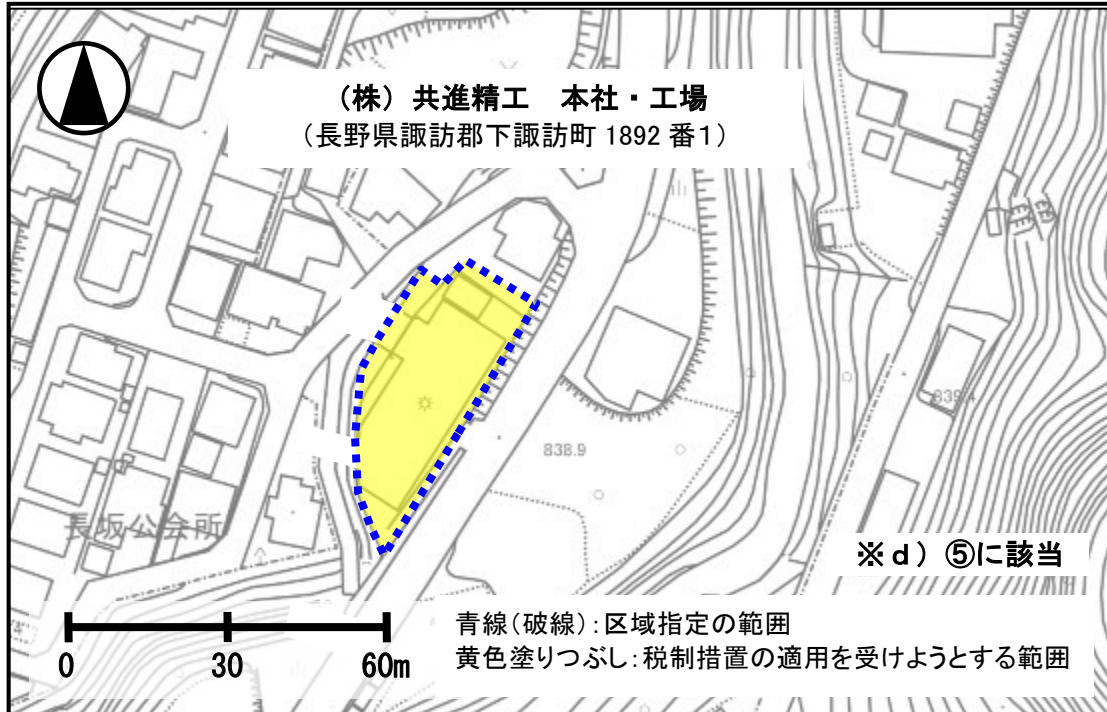 (株) 共進精工　本社・工場
(長野県諏訪郡下諏訪町 1892 番1)
838.9
839.4
長坂公会所
※d) ⑤に該当
0 30 60m
青線(破線):区域指定の範囲
黄色塗りつぶし:税制措置の適用を受けようとする範囲